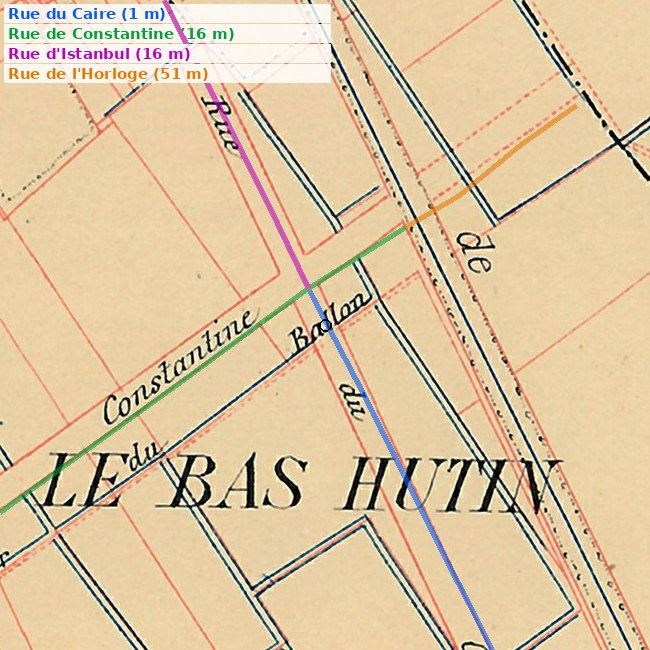 Rue du Caire (1 m)
Rue de Constantine (16 m)
Rue d'Istanbul (16 m)
Rue de l'Horloge (51 m)
Rue
de
Constantine
Ballon
du
du
LE BAS HUTIN